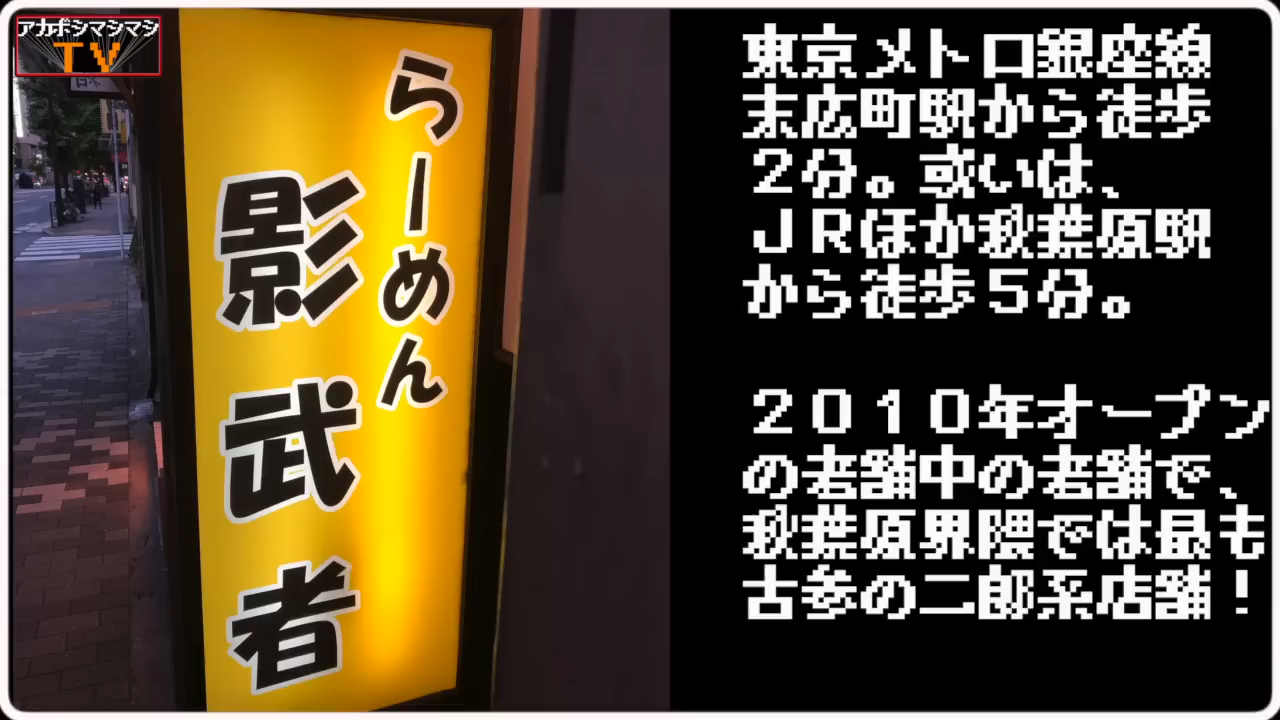 アカボシマシマシ
TV
らーめん
影武者
東京メトロ銀座線
末広町駅から徒歩
2分。或いは、
JRほか秋葉原駅
から徒歩5分。
2010年オープン
の老舗中の老舗で、
秋葉原界隈では最も
古参の二郎系店舗！